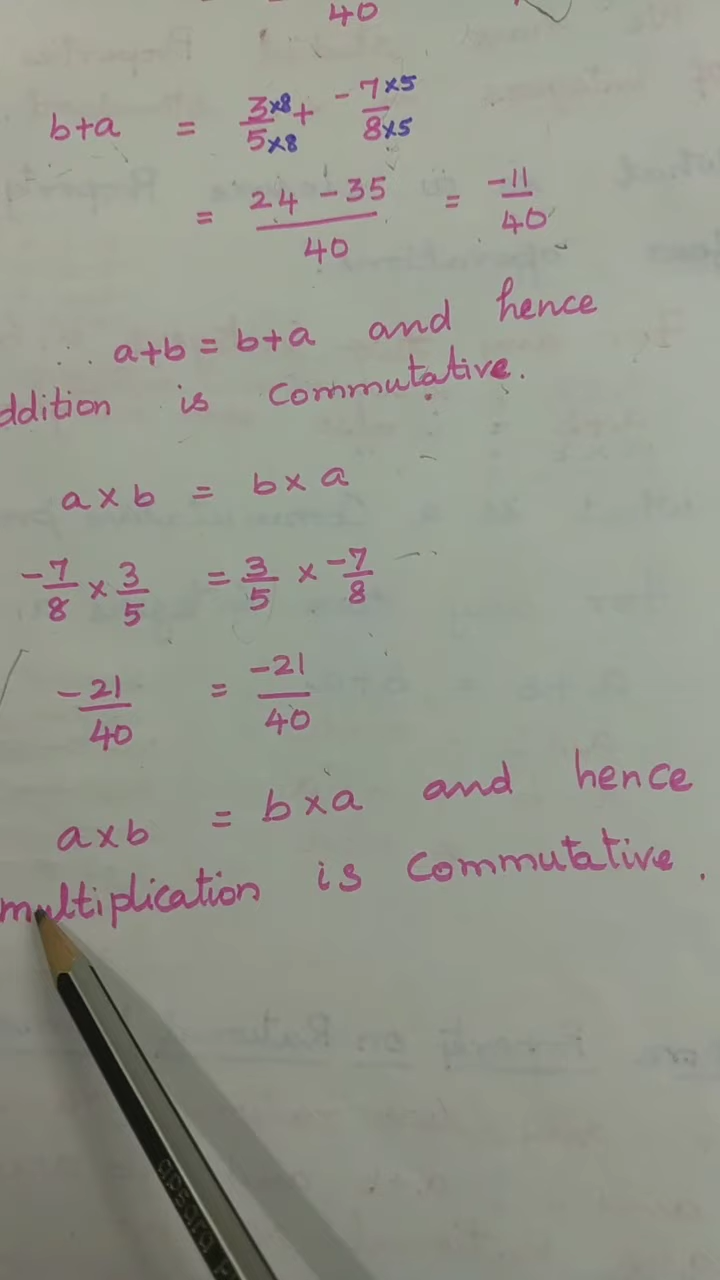 40
b+a = 3×8/5×8 + -7×5/8×5
= 24-35/40 = -11/40
∴ a+b = b+a and hence
ddition is commutative.
a × b = b × a
-7/8 × 3/5 = 3/5 × -7/8
-21/40 = -21/40
a×b = b×a and hence
multiplication is commutative.
apsara